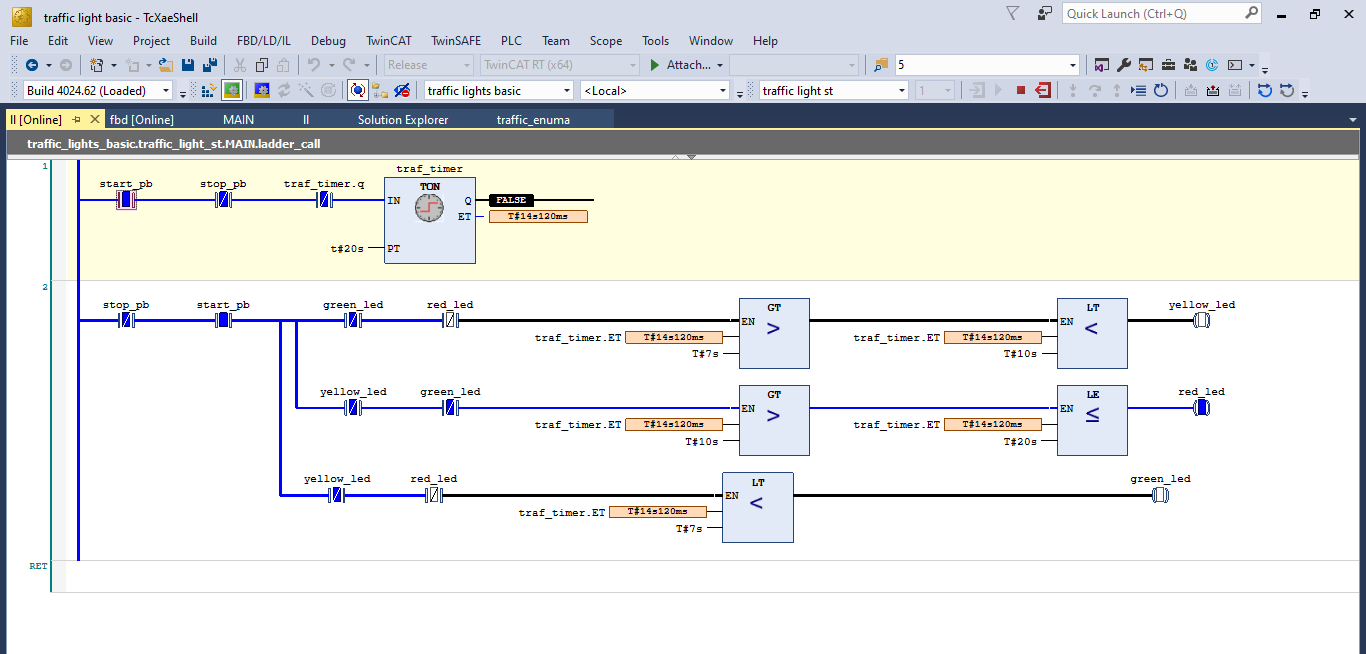 traffic light basic - TcXaeShell
Quick Launch (Ctrl+Q)
File Edit View Project Build FBD/LD/IL Debug TwinCAT TwinSAFE PLC Team Scope Tools Window Help
Release TwinCAT RT (x64) Attach... 5
Build 4024.62 (Loaded) traffic lights basic <Local> traffic light st 1
ll [Online] fbd [Online] MAIN ll Solution Explorer traffic_enuma
traffic_lights_basic.traffic_light_st.MAIN.ladder_call
1
traf_timer
start_pb stop_pb traf_timer.q TON
IN Q FALSE
ET T#14s120ms
t#20s PT
2
stop_pb start_pb green_led red_led GT LT yellow_led
EN > EN <
traf_timer.ET T#14s120ms traf_timer.ET T#14s120ms
T#7s T#10s
yellow_led green_led GT LE red_led
EN > EN ≤
traf_timer.ET T#14s120ms traf_timer.ET T#14s120ms
T#10s T#20s
yellow_led red_led LT green_led
EN <
traf_timer.ET T#14s120ms
T#7s
RET